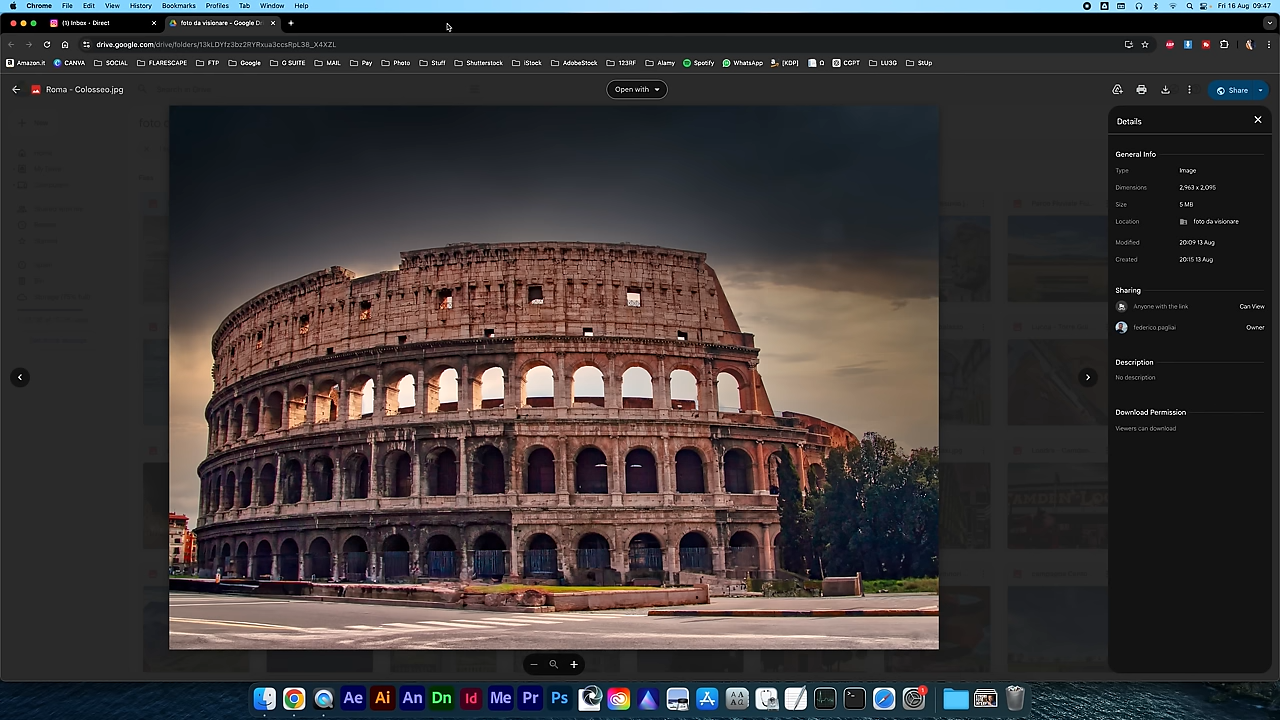 Chrome File Edit View History Bookmarks Profiles Tab Window Help Fri 16 Aug 09:47
(1) Inbox • Direct foto da visionare - Google D
drive.google.com/drive/folders/13kLDYfz3bz2RYRxua3ccsRpL38_X4XZL
Amazon.it CANVA SOCIAL FLARESCAPE FTP Google G SUITE MAIL Pay Photo Stuff Shutterstock iStock AdobeStock 123RF Alamy Spotify WhatsApp [KDP] CGPT LU3G StUp
Roma - Colosseo.jpg Open with Share
Details
General Info
Type Image
Dimensions 2,963 x 2,095
Size 5 MB
Location foto da visionare
Modified 20:09 13 Aug
Created 20:15 13 Aug
Sharing
Anyone with the link Can View
federico pagliai Owner
Description
No description
Download Permission
Viewers can download
Ae Ai An Dn Id Me Pr Ps